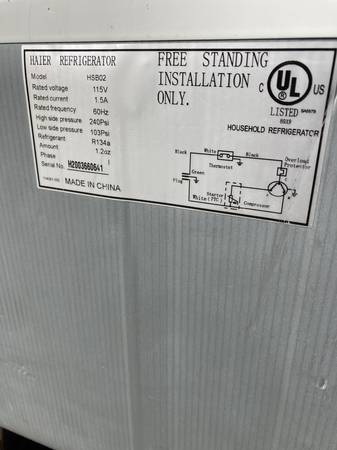 HAIER REFRIGERATOR
Model HSB02
Rated voltage 115V
Rated current 1.5A
Rated frequency 60Hz
High side pressure 240Psi
Low side pressure 103Psi
Refrigerant R134a
Amount 1.2oz
Phase 1
Serial No. H2003660641
MADE IN CHINA
FREE STANDING
INSTALLATION
ONLY.
C UL US
LISTED
HOUSEHOLD REFRIGERATOR
Black White Black Overload
Protector
Thermostat
Green
Plug
Starter
White(TYC)
Compressor